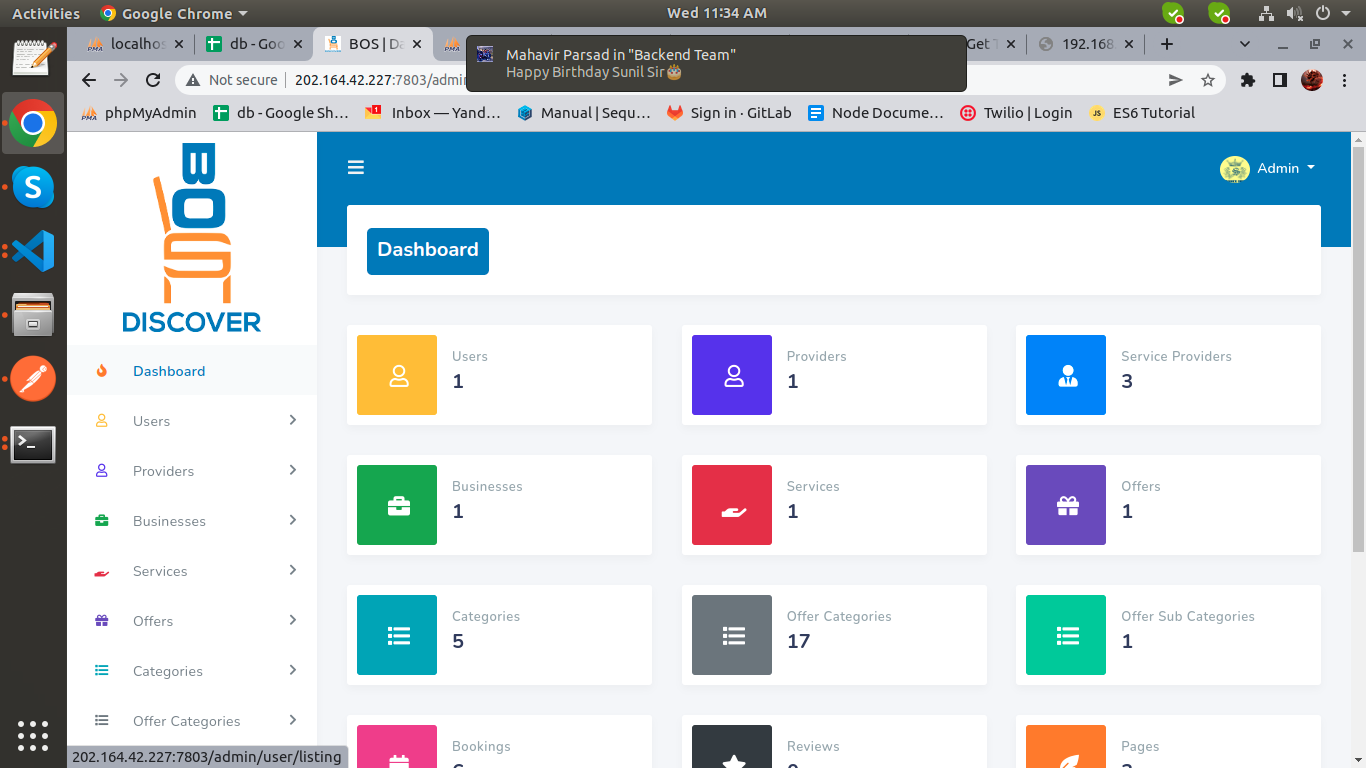 Activities
Google Chrome
Wed 11:34 AM
localhos
db - Goo
BOS | Da
Get T
192.168
Mahavir Parsad in "Backend Team"
Happy Birthday Sunil Sir🎂
Not secure
202.164.42.227:7803/admi
phpMyAdmin
db - Google Sh…
Inbox — Yand…
Manual | Sequ…
Sign in · GitLab
Node Docume…
Twilio | Login
ES6 Tutorial
BOS
DISCOVER
Admin
Dashboard
Dashboard
Users
Providers
Businesses
Services
Offers
Categories
Offer Categories
Users
1
Providers
1
Service Providers
3
Businesses
1
Services
1
Offers
1
Categories
5
Offer Categories
17
Offer Sub Categories
1
Bookings
Reviews
Pages
202.164.42.227:7803/admin/user/listing